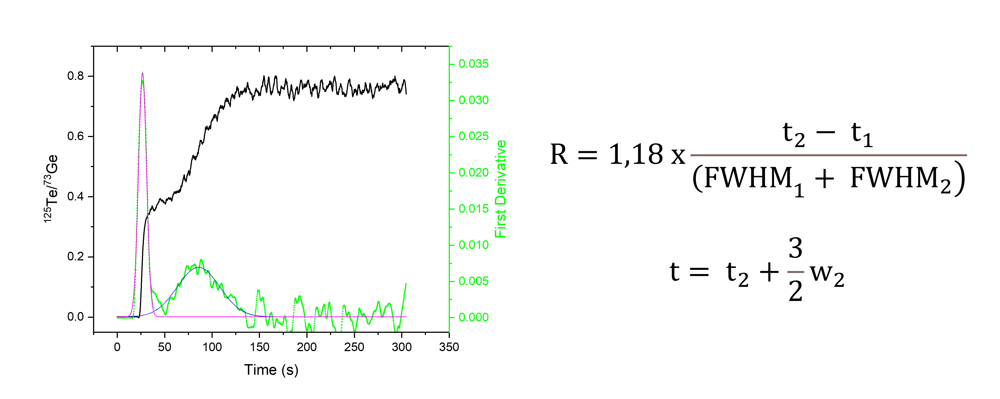 0.8
0.6
0.4
0.2
0.0
¹²⁵Te/⁷³Ge
0 50 100 150 200 250 300 350
Time (s)
0.035
0.030
0.025
0.020
0.015
0.010
0.005
0.000
First Derivative
R = 1,18 x (t₂ − t₁) / (FWHM₁ + FWHM₂)
t = t₂ + 3/2 w₂